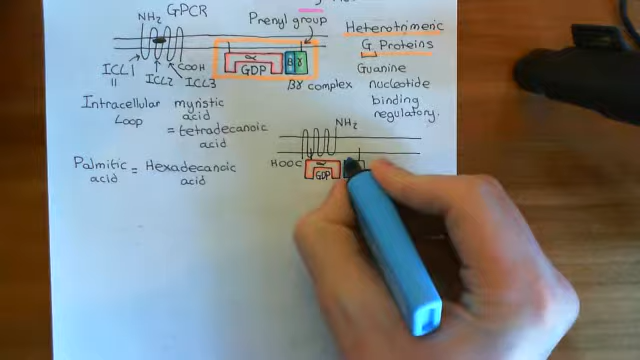 GPCR
NH2
Prenyl group
Heterotrimeric
G Proteins
Guanine
nucleotide
binding
regulatory.
α
GDP
β γ
COOH
ICL1
ICL2
ICL3
βγ complex
=
Intracellular
Loop
myristic
acid
= tetradecanoic
acid
Palmitic = Hexadecanoic
acid acid
NH2
HOOC
α
GDP